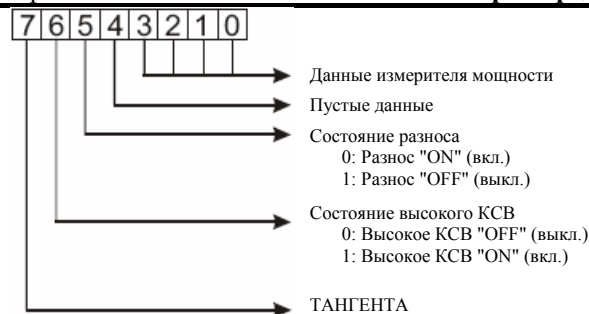 7 6 5 4 3 2 1 0
Данные измерителя мощности
Пустые данные
Состояние разноса
0: Разнос "ON" (вкл.)
1: Разнос "OFF" (выкл.)
Состояние высокого КСВ
0: Высокое КСВ "OFF" (выкл.)
1: Высокое КСВ "ON" (вкл.)
ТАНГЕНТА